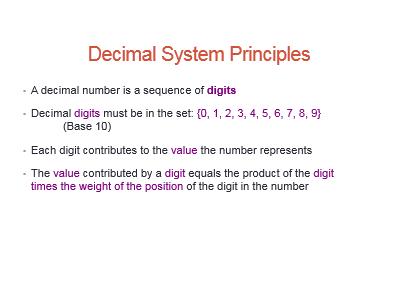 Decimal System Principles
• A decimal number is a sequence of digits
• Decimal digits must be in the set: {0, 1, 2, 3, 4, 5, 6, 7, 8, 9}
(Base 10)
• Each digit contributes to the value the number represents
• The value contributed by a digit equals the product of the digit
times the weight of the position of the digit in the number